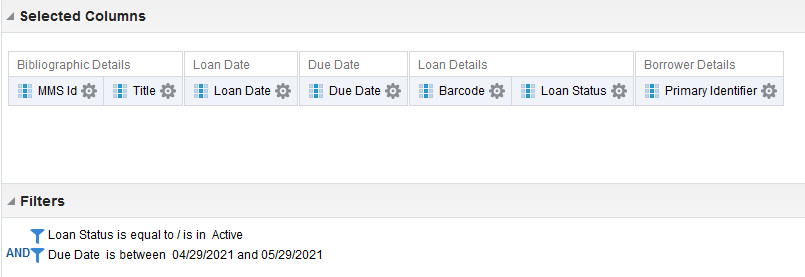 Selected Columns
Bibliographic Details Loan Date Due Date Loan Details Borrower Details
MMS Id Title Loan Date Due Date Barcode Loan Status Primary Identifier
Filters
Loan Status is equal to / is in Active
AND Due Date is between 04/29/2021 and 05/29/2021